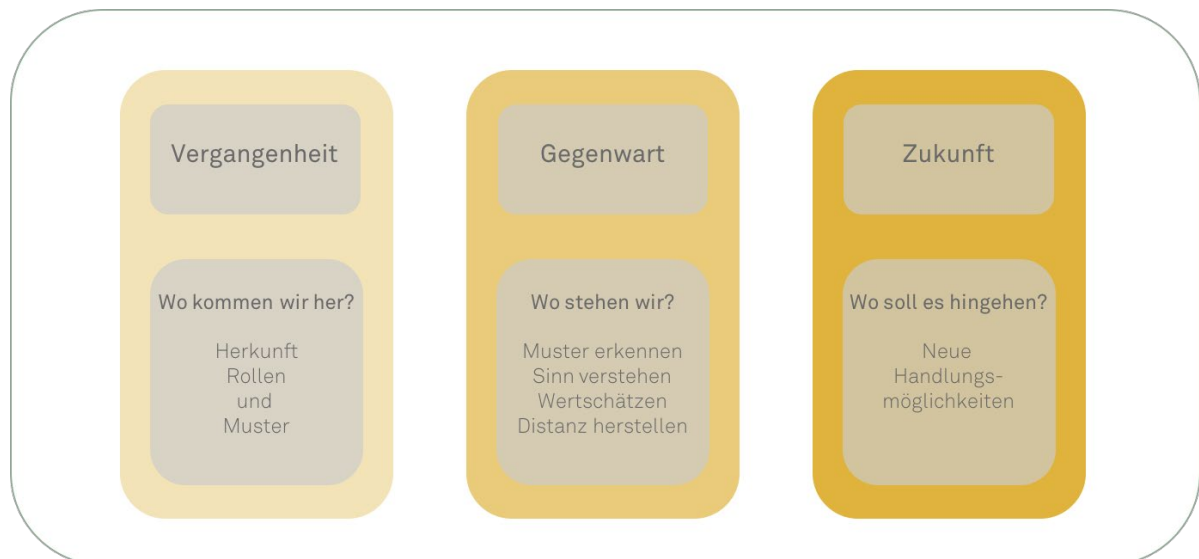 Vergangenheit
Wo kommen wir her?
Herkunft
Rollen
und
Muster
Gegenwart
Wo stehen wir?
Muster erkennen
Sinn verstehen
Wertschätzen
Distanz herstellen
Zukunft
Wo soll es hingehen?
Neue
Handlungs-
möglichkeiten